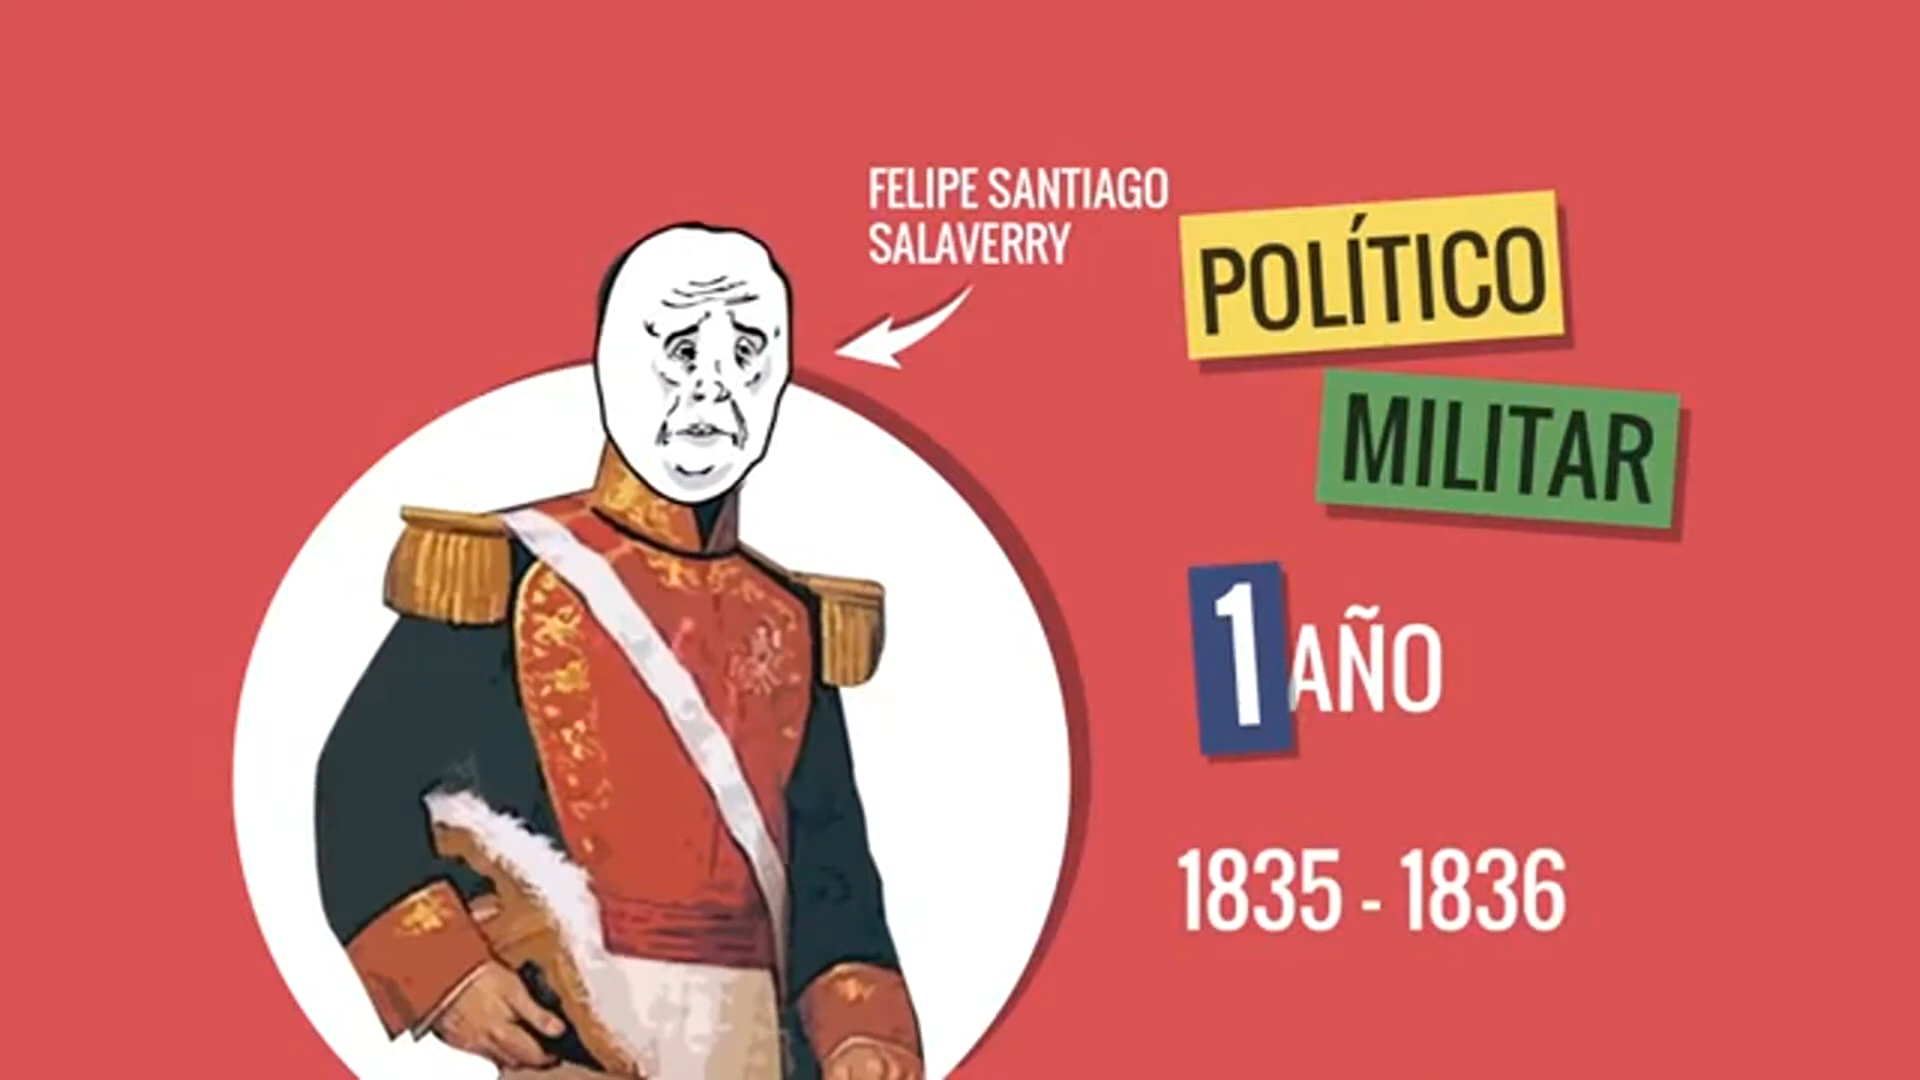 FELIPE SANTIAGO
SALAVERRY
POLÍTICO
MILITAR
1 AÑO
1835 - 1836